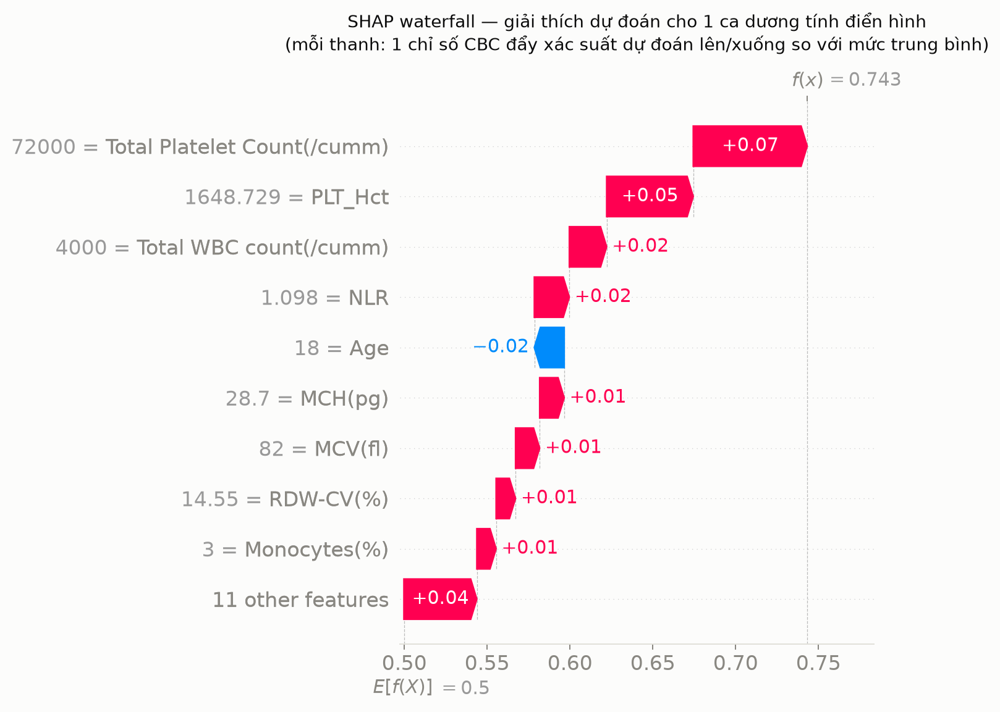 SHAP waterfall — giải thích dự đoán cho 1 ca dương tính điển hình
(mỗi thanh: 1 chỉ số CBC đẩy xác suất dự đoán lên/xuống so với mức trung bình)
f(x) = 0.743
72000 = Total Platelet Count(/cumm)
+0.07
1648.729 = PLT_Hct
+0.05
4000 = Total WBC count(/cumm)
+0.02
1.098 = NLR
+0.02
18 = Age
−0.02
28.7 = MCH(pg)
+0.01
82 = MCV(fl)
+0.01
14.55 = RDW-CV(%)
+0.01
3 = Monocytes(%)
+0.01
11 other features
+0.04
0.50 0.55 0.60 0.65 0.70 0.75
E[f(X)] = 0.5